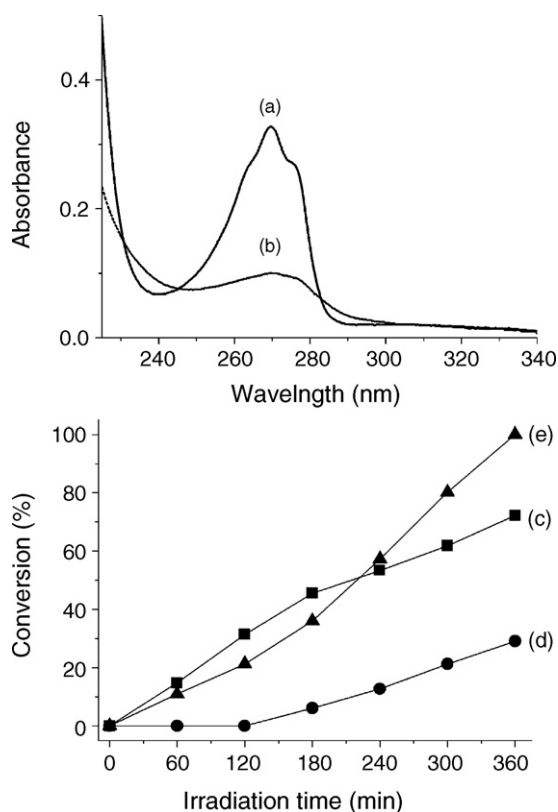 0.4
(a)
Absorbance
0.2
(b)
0.0
240 260 280 300 320 340
Wavelngth (nm)
100
(e)
80
(c)
Conversion (%)
60
40
(d)
20
0
0 60 120 180 240 300 360
Irradiation time (min)